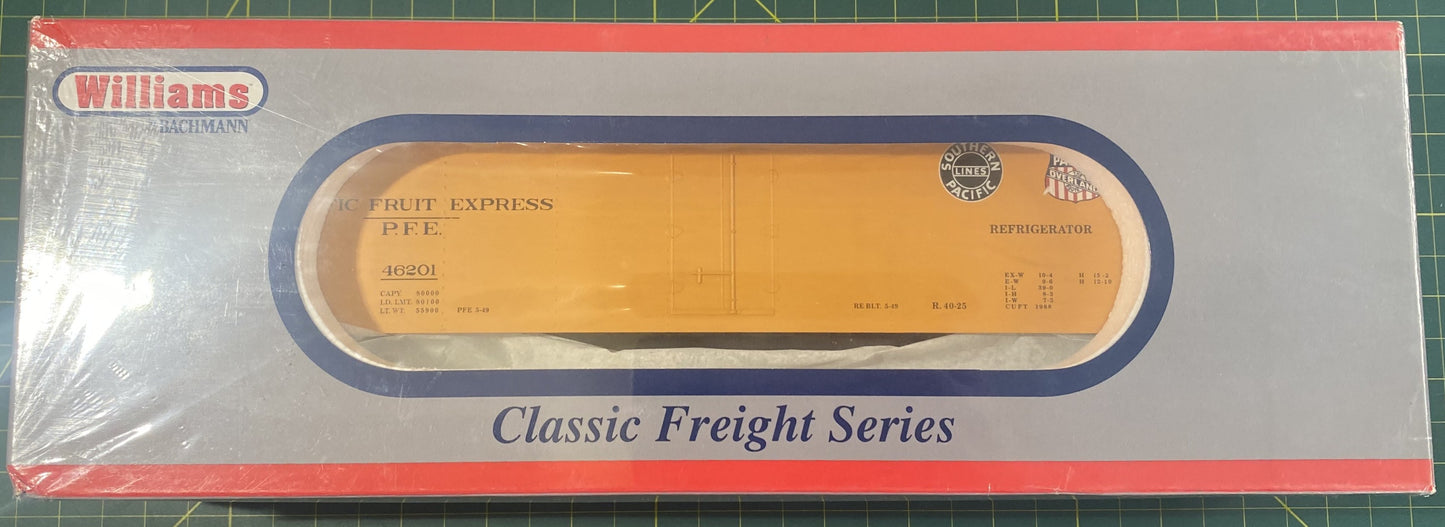 Williams
BACHMANN
IC FRUIT EXPRESS
P.F.E.
46201
CAPY 80000
LD. LMT. 80100
LT. WT. 55900 PFE 5-49
SOUTHERN
LINES
PACIFIC
OVERLAND
REFRIGERATOR
EX-W 10-4 H 15-2
E-W 9-6 H 12-10
I-L 39-0
I-H 8-3
I-W 7-3
CU FT 1988
RE BLT. 5-49 R. 40-25
Classic Freight Series